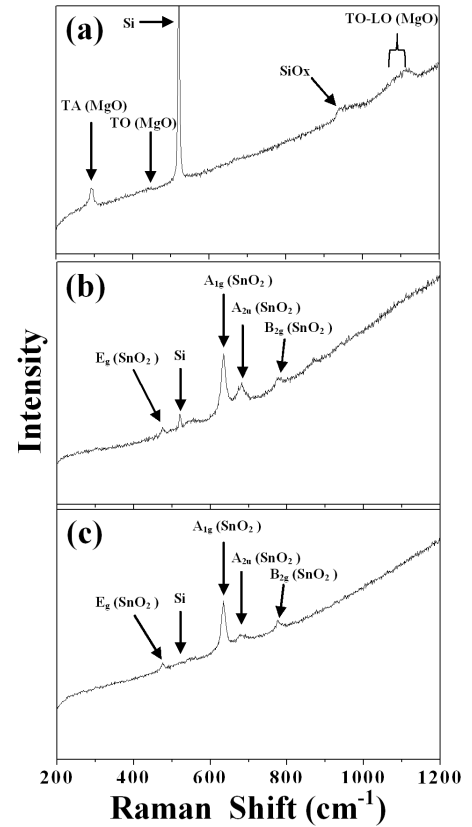 (a)
Si
TO-LO (MgO)
SiOx
TA (MgO)
TO (MgO)
(b)
A1g (SnO2)
A2u (SnO2)
B2g (SnO2)
Eg (SnO2)
Si
Intensity
(c)
A1g (SnO2)
A2u (SnO2)
B2g (SnO2)
Eg (SnO2)
Si
200 400 600 800 1000 1200
Raman Shift (cm-1)